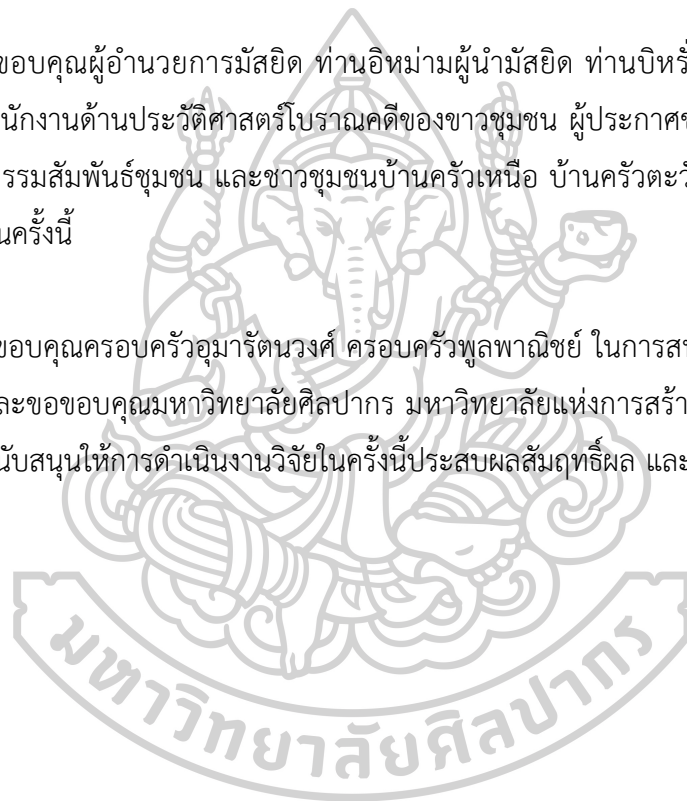 ขอบคุณผู้อำนวยการมัสยิด ท่านอิหม่ามผู้นำมัสยิด ท่านบิหรั่
นักงานด้านประวัติศาสตร์โบราณคดีของขาวชุมชน ผู้ประกาศข
รรมสัมพันธ์ชุมชน และชาวชุมชนบ้านครัวเหนือ บ้านครัวตะวั
นครั้งนี้
ขอบคุณครอบครัวอุมารัตนวงศ์ ครอบครัวพูลพาณิชย์ ในการสน
ละขอขอบคุณมหาวิทยาลัยศิลปากร มหาวิทยาลัยแห่งการสร้า
นับสนุนให้การดำเนินงานวิจัยในครั้งนี้ประสบผลสัมฤทธิ์ผล และ
มหาวิทยาลัยศิลปากร